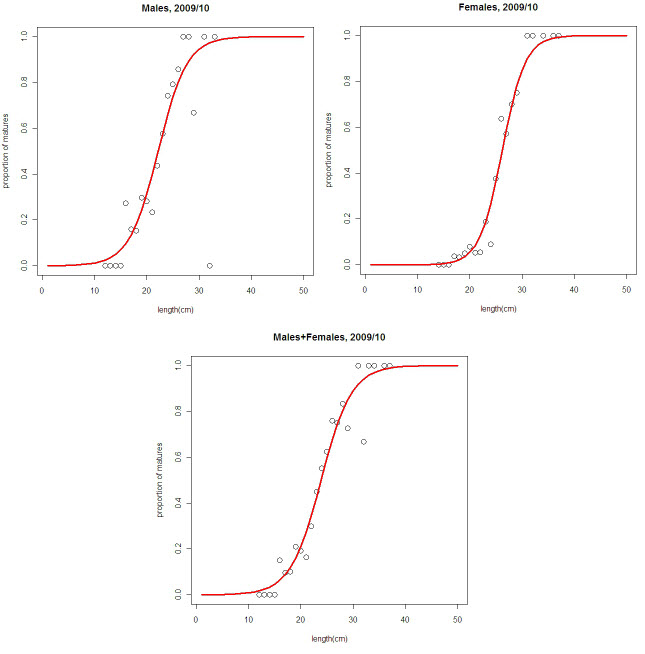 Males, 2009/10
proportion of matures
0.0 0.2 0.4 0.6 0.8 1.0
0 10 20 30 40 50
length(cm)
Females, 2009/10
proportion of matures
0.0 0.2 0.4 0.6 0.8 1.0
0 10 20 30 40 50
length(cm)
Males+Females, 2009/10
proportion of matures
0.0 0.2 0.4 0.6 0.8 1.0
0 10 20 30 40 50
length(cm)